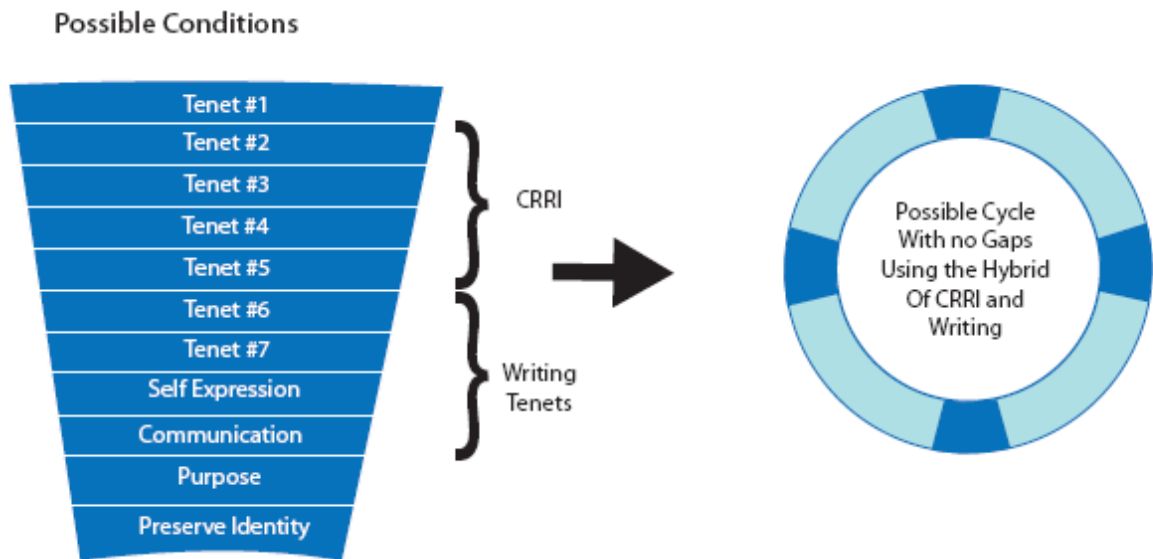 Possible Conditions
Tenet #1
Tenet #2
Tenet #3
Tenet #4
Tenet #5
Tenet #6
Tenet #7
Self Expression
Communication
Purpose
Preserve Identity
CRRI
Writing
Tenets
Possible Cycle
With no Gaps
Using the Hybrid
Of CRRI and
Writing